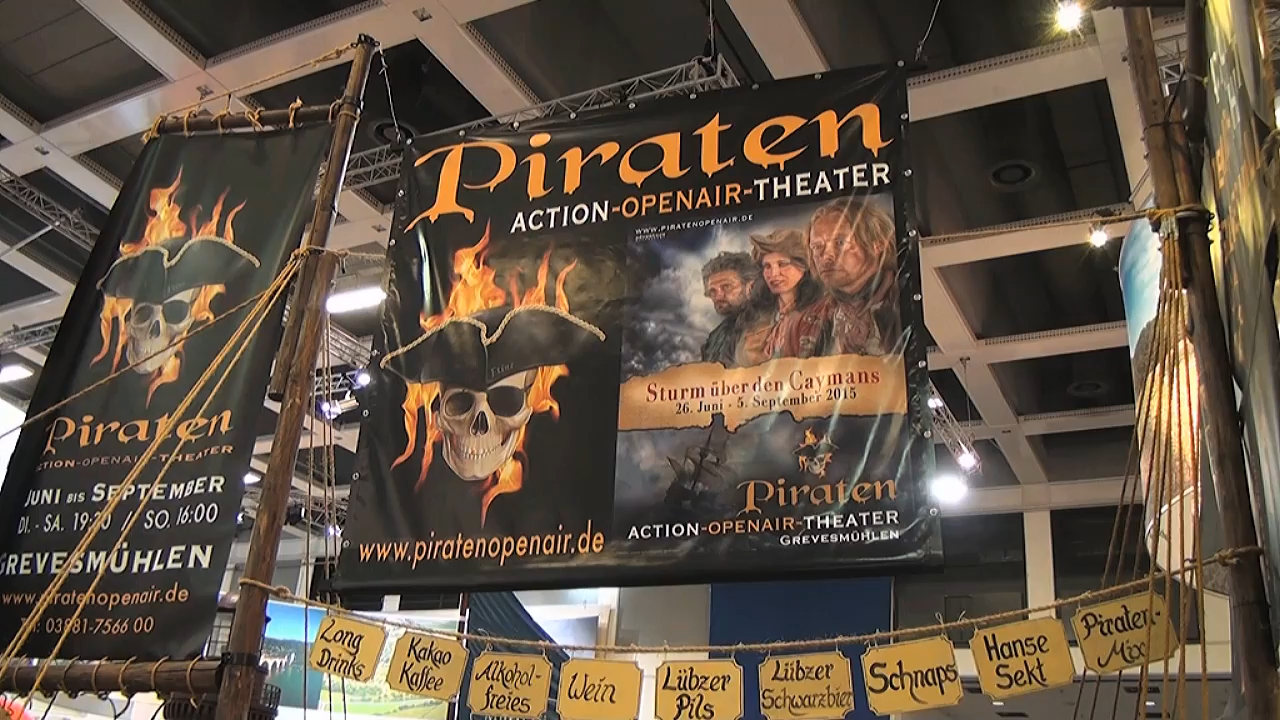 Piraten
ACTION-OPENAIR-THEATER
JUNI BIS SEPTEMBER
DI. - SA. 19:30 // SO. 16:00
GREVESMÜHLEN
www.piratenopenair.de
Tel: 03881-7566 00
Piraten
ACTION-OPENAIR-THEATER
www.piratenopenair.de
WWW.PIRATENOPENAIR.DE
Sturm über den Caymans
26. Juni - 5. September 2015
Piraten
ACTION-OPENAIR-THEATER
GREVESMÜHLEN
Long
Drinks
Kakao
Kaffee
Alkohol-
freies
Wein
Lübzer
Pils
Lübzer
Schwarzbier
Schnaps
Hanse
Sekt
Piraten-
Mix